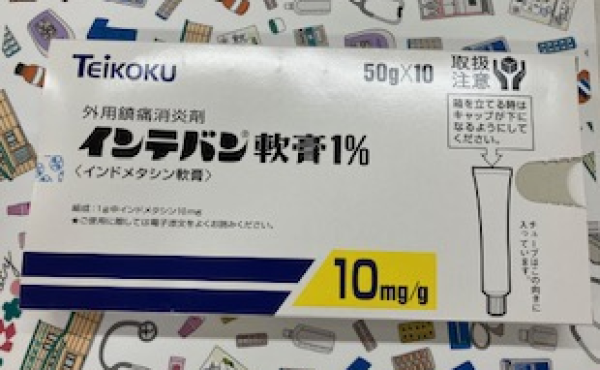 TEIKOKU
50g×10
取扱
注意
外用鎮痛消炎剤
インテバン®軟膏1%
〈インドメタシン軟膏〉
組成:1g中インドメタシン10mg
★ご使用に際しては電子添文をよくお読みください。
箱を立てる時は
キャップが下に
なるようにして
ください。
チューブはこの向きに
入っています。
10mg/g